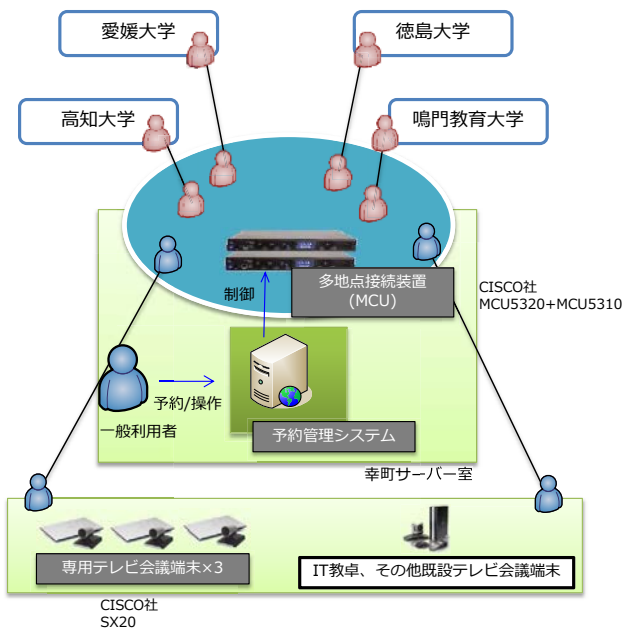 愛媛大学
徳島大学
高知大学
鳴門教育大学
制御
多地点接続装置
(MCU)
CISCO社
MCU5320+MCU5310
予約/操作
一般利用者
予約管理システム
幸町サーバー室
専用テレビ会議端末×3
IT教卓、その他既設テレビ会議端末
CISCO社
SX20